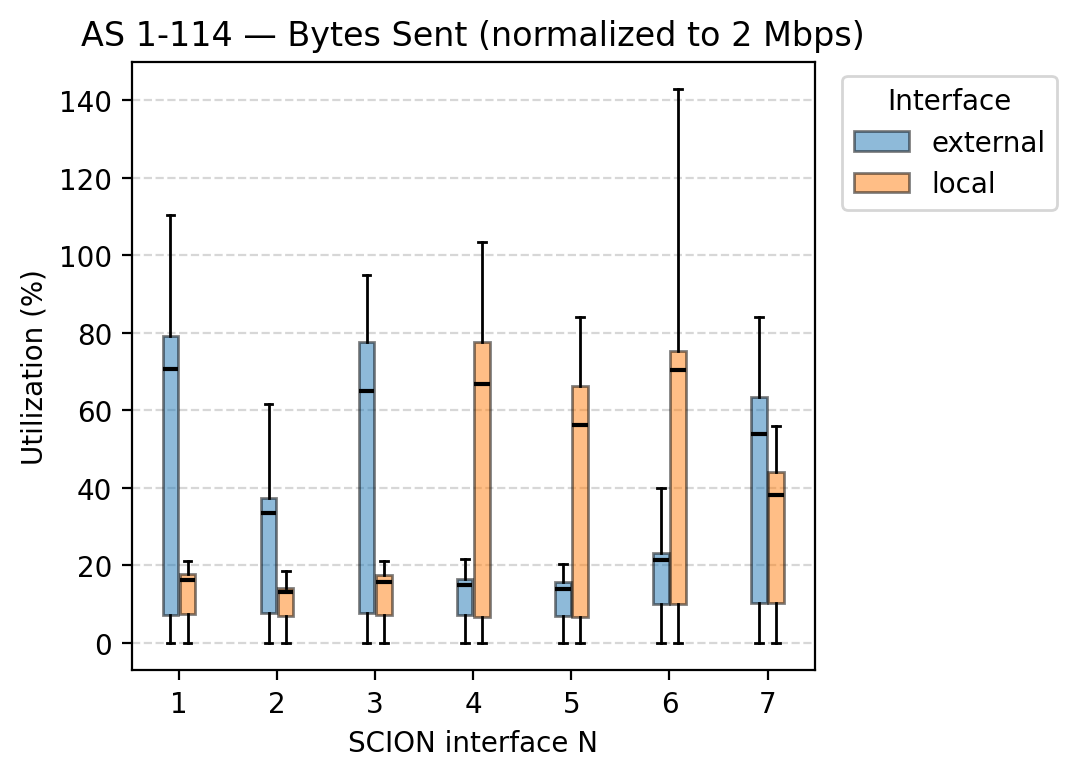 AS 1-114 — Bytes Sent (normalized to 2 Mbps)
Utilization (%)
140
120
100
80
60
40
20
0
1 2 3 4 5 6 7
SCION interface N
Interface
external
local